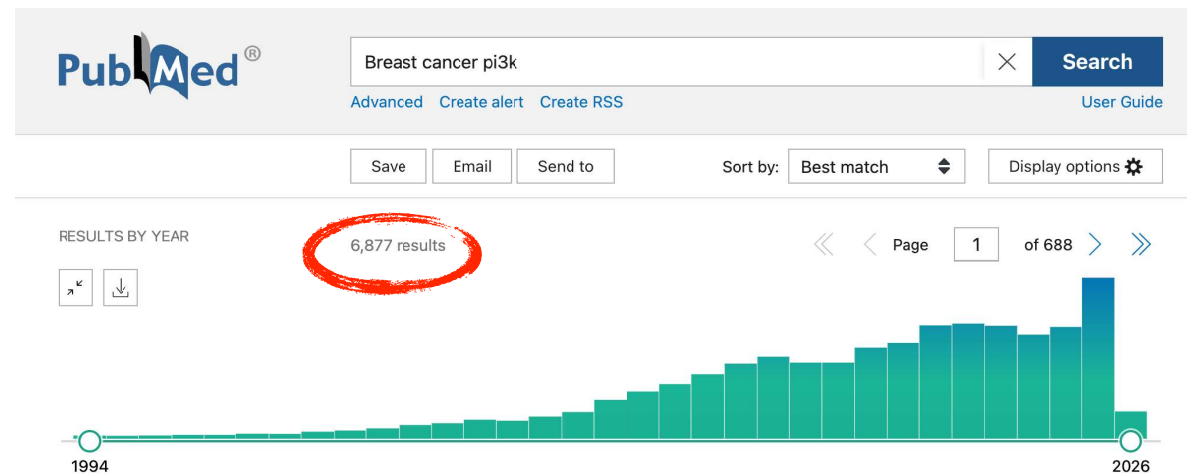 PubMed®
Breast cancer pi3k
Search
Advanced Create alert Create RSS
User Guide
Save Email Send to
Sort by: Best match
Display options
RESULTS BY YEAR
6,877 results
Page 1 of 688
1994
2026